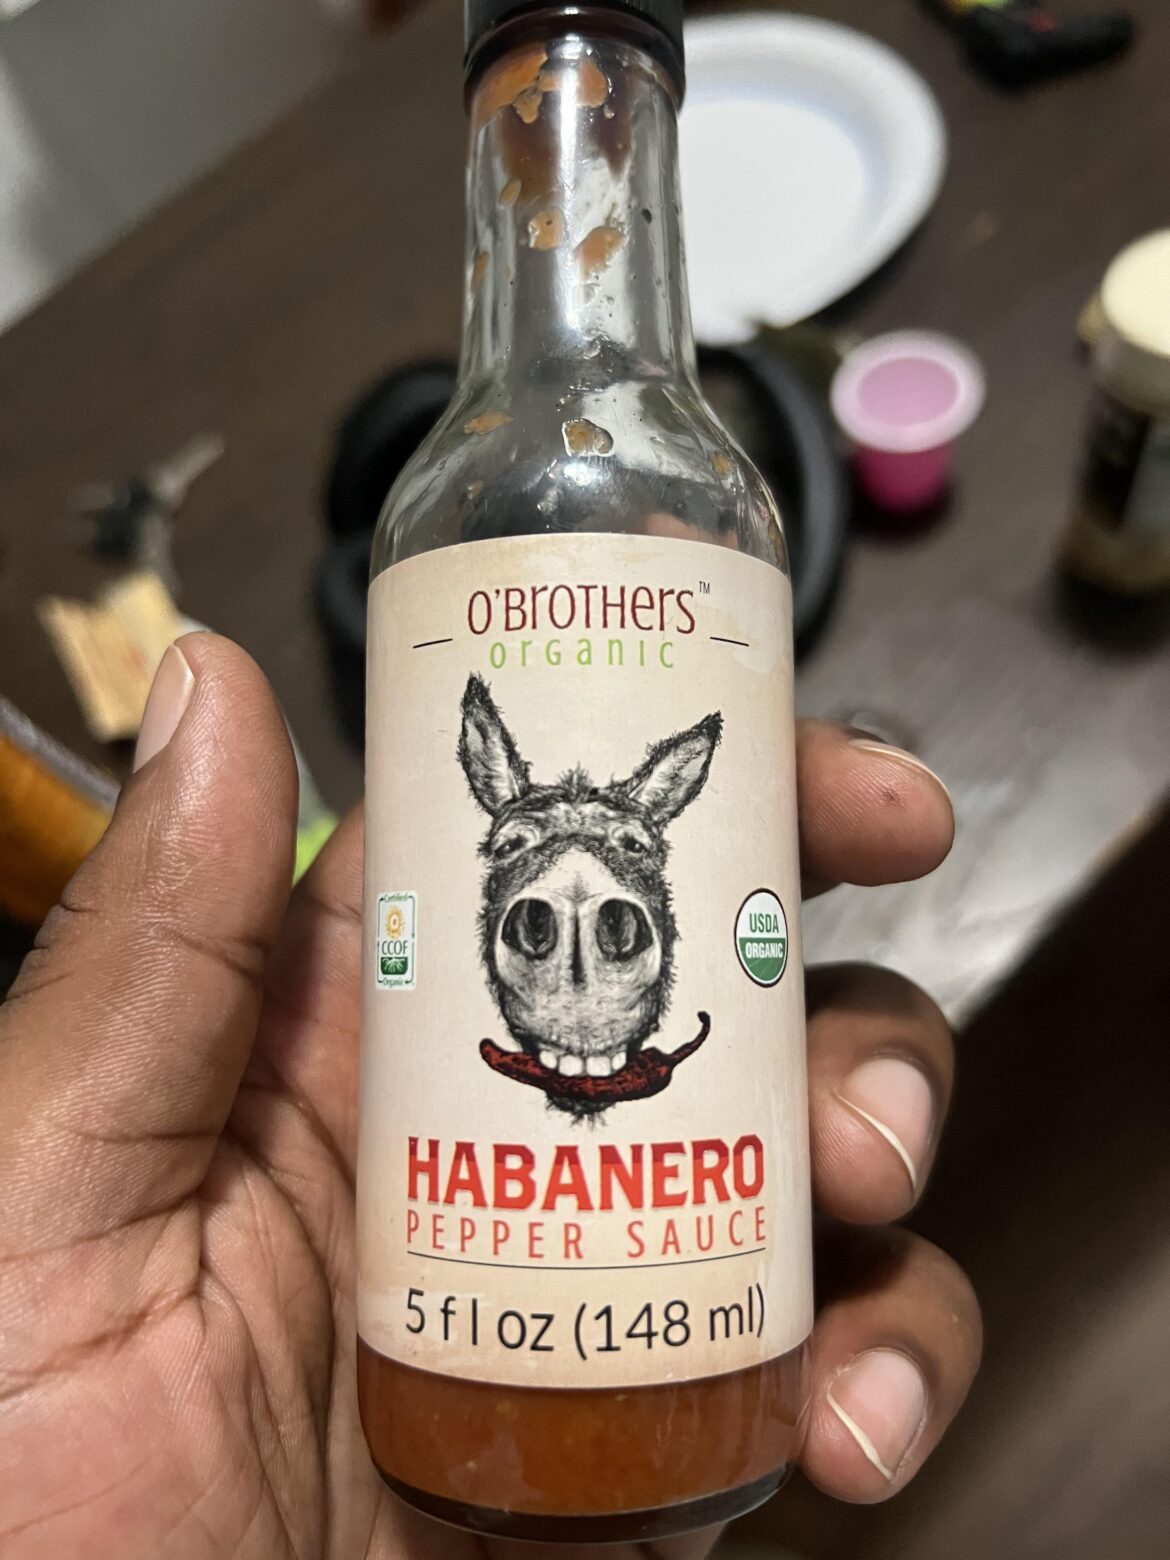 O'BROTHERS™
organic
Certified
CCOF
Organic
USDA
ORGANIC
HABANERO
PEPPER SAUCE
5 fl oz (148 ml)